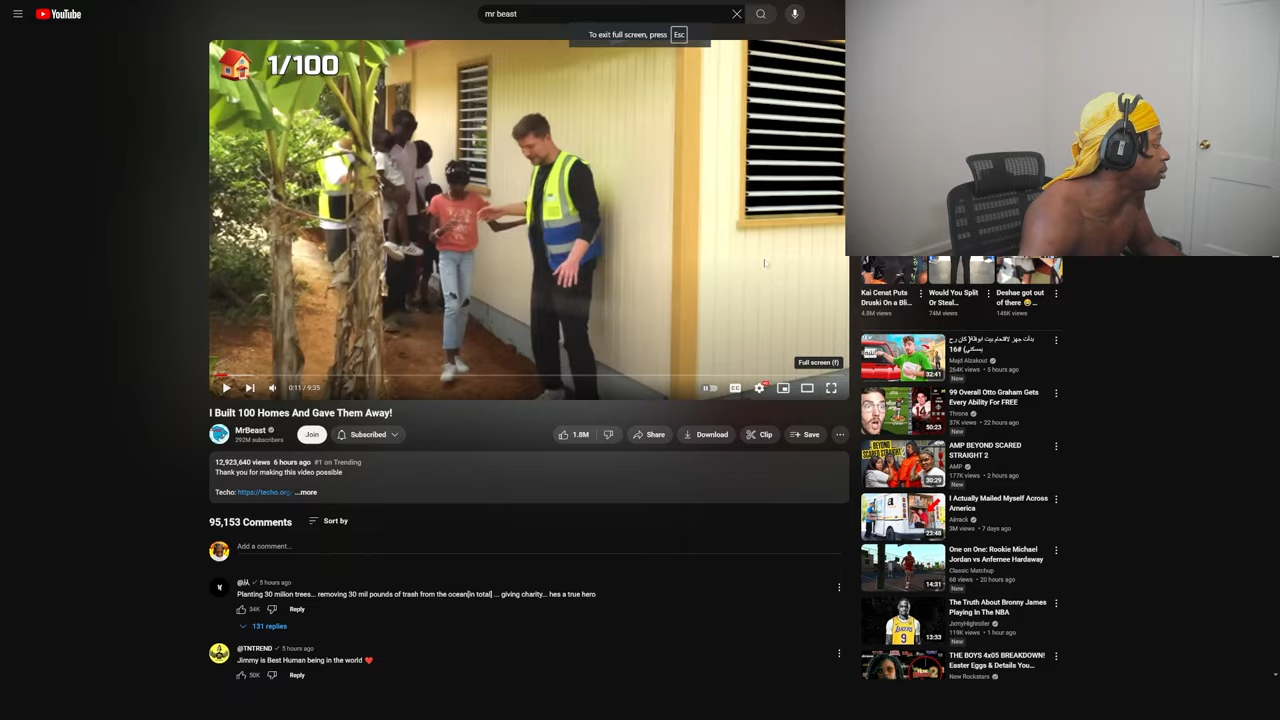 YouTube
mr beast
To exit full screen, press Esc
1/100
Full screen (f)
0:11 / 9:35
I Built 100 Homes And Gave Them Away!
MrBeast
292M subscribers
Join
Subscribed
1.8M
Share
Download
Clip
Save
12,923,640 views 6 hours ago #1 on Trending
Thank you for making this video possible
Techo: https://techo.org/ ...more
95,153 Comments
Sort by
Add a comment...
5 hours ago
Planting 30 milion trees... removing 30 mil pounds of trash from the ocean[in total] ... giving charity... hes a true hero
34K
Reply
131 replies
@TNTREND 5 hours ago
Jimmy is Best Human being in the world ❤️
50K
Reply
Kai Cenat Puts
Druski On a Bli...
4.8M views
Would You Split
Or Steal...
74M views
Deshae got out
of there 😅...
146K views
32:41
Majd Alzakout
264K views • 5 hours ago
New
50:23
99 Overall Otto Graham Gets
Every Ability For FREE
Throne
37K views • 22 hours ago
New
30:29
AMP BEYOND SCARED
STRAIGHT 2
AMP
177K views • 2 hours ago
New
23:48
I Actually Mailed Myself Across
America
Airrack
3M views • 7 days ago
14:31
One on One: Rookie Michael
Jordan vs Anfernee Hardaway
Classic Matchup
68 views • 20 hours ago
New
13:33
The Truth About Bronny James
Playing In The NBA
JxmyHighroller
119K views • 1 hour ago
New
THE BOYS 4x05 BREAKDOWN!
Easter Eggs & Details You...
New Rockstars